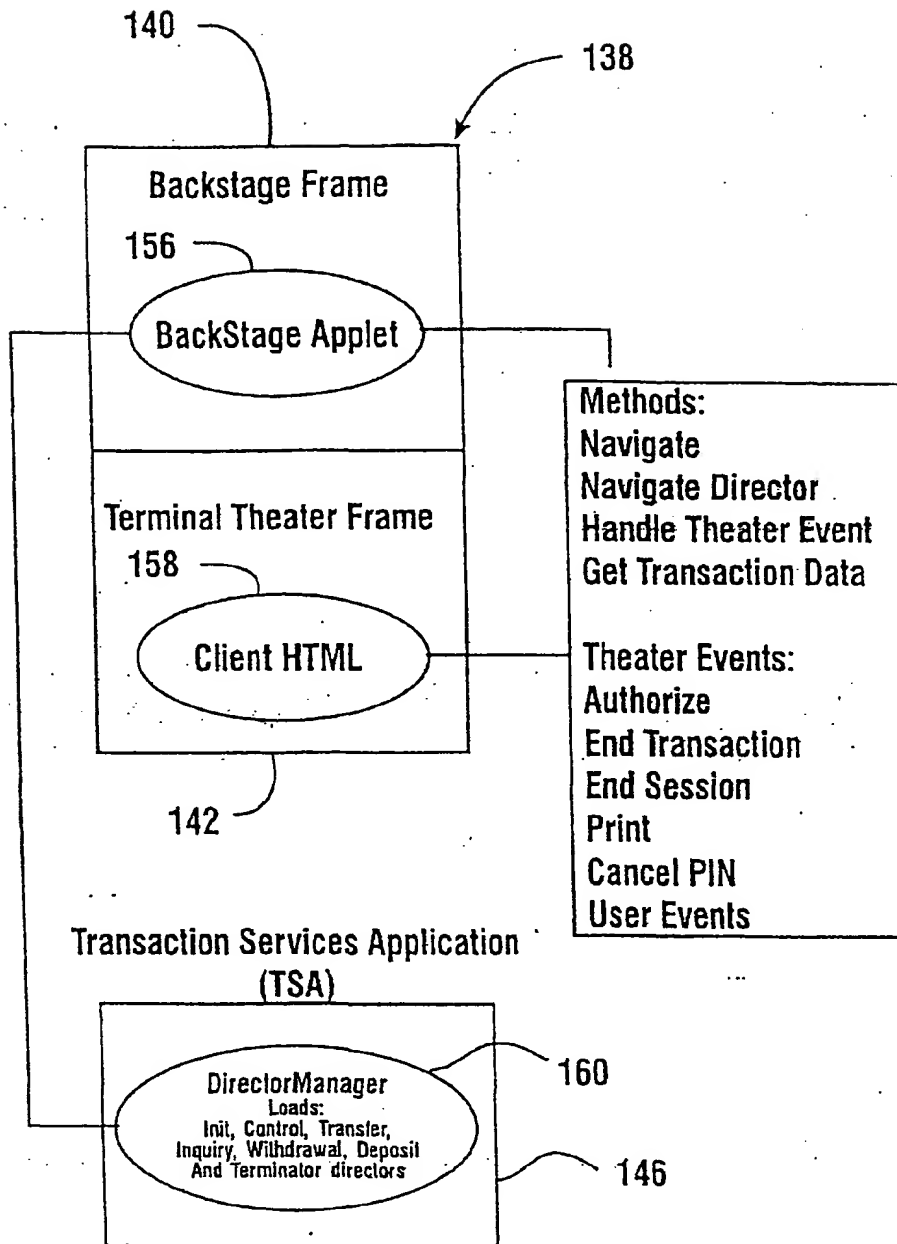 140
138
Backstage Frame
156
BackStage Applet
Methods:
Navigate
Navigate Director
Handle Theater Event
Get Transaction Data
Terminal Theater Frame
158
Client HTML
Theater Events:
Authorize
End Transaction
End Session
Print
Cancel PIN
User Events
142
Transaction Services Application
(TSA)
DirectorManager
Loads:
Init, Control, Transfer,
Inquiry, Withdrawal, Deposit
And Terminator directors
160
146